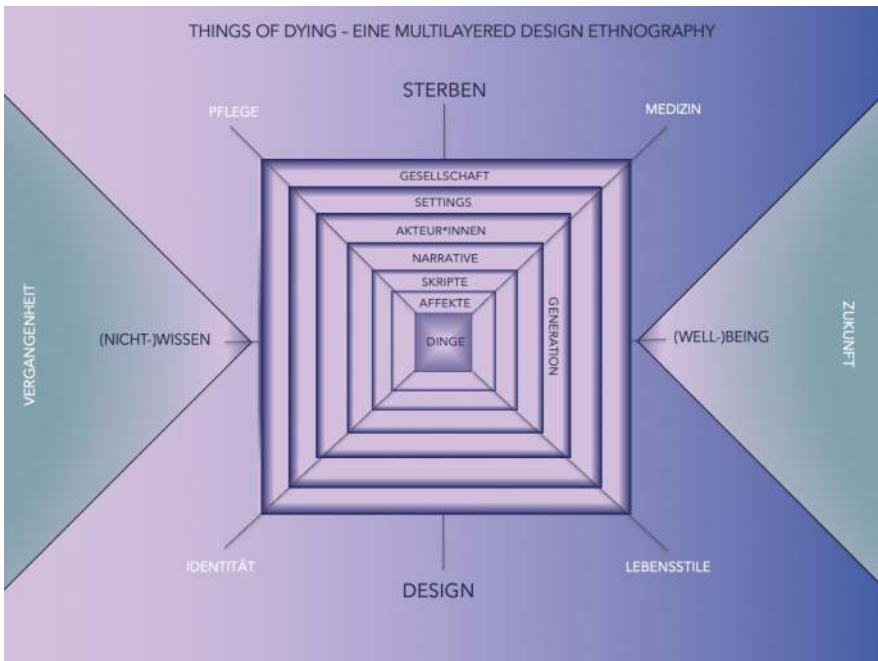 THINGS OF DYING - EINE MULTILAYERED DESIGN ETHNOGRAPHY
STERBEN
PFLEGE
MEDIZIN
GESELLSCHAFT
SETTINGS
AKTEUR*INNEN
NARRATIVE
SKRIPTE
AFFEKTE
DINGE
GENERATION
VERGANGENHEIT
(NICHT-)WISSEN
(WELL-)BEING
ZUKUNFT
IDENTITÄT
LEBENSSTILE
DESIGN